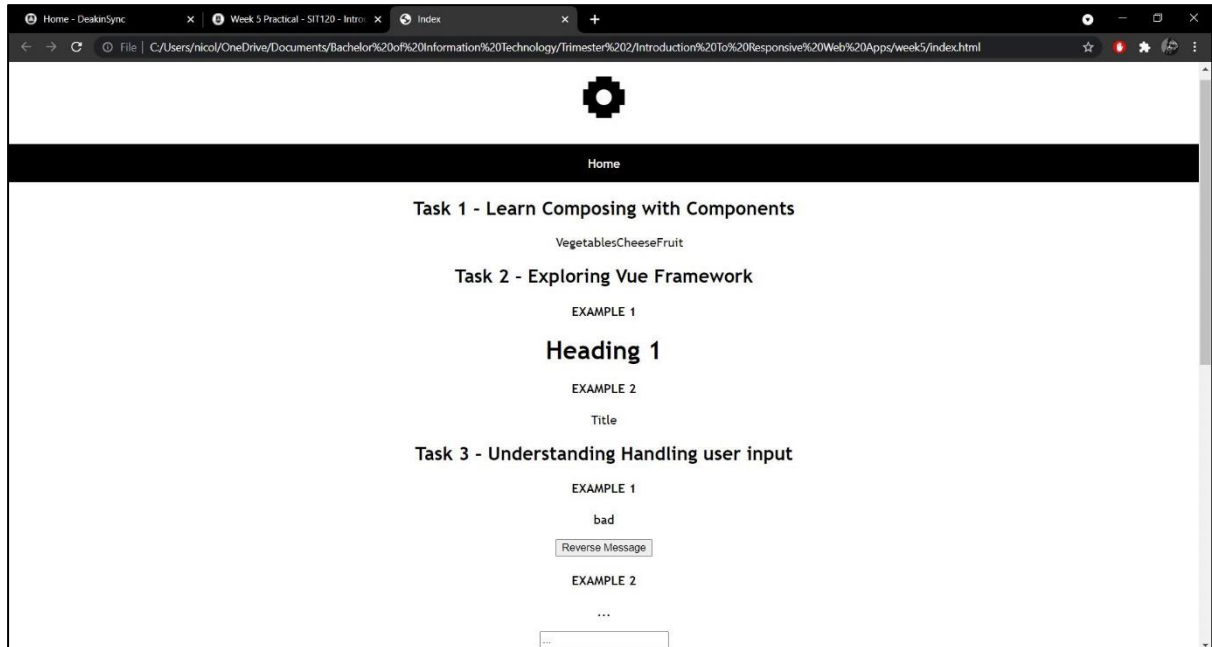 Home - DeakinSync
Week 5 Practical - SIT120 - Introd
Index
File | C:/Users/nicol/OneDrive/Documents/Bachelor%20of%20Information%20Technology/Trimester%202/Introduction%20To%20Responsive%20Web%20Apps/week5/index.html
Home
Task 1 - Learn Composing with Components
VegetablesCheeseFruit
Task 2 - Exploring Vue Framework
EXAMPLE 1
Heading 1
EXAMPLE 2
Title
Task 3 - Understanding Handling user input
EXAMPLE 1
bad
Reverse Message
EXAMPLE 2
...
...